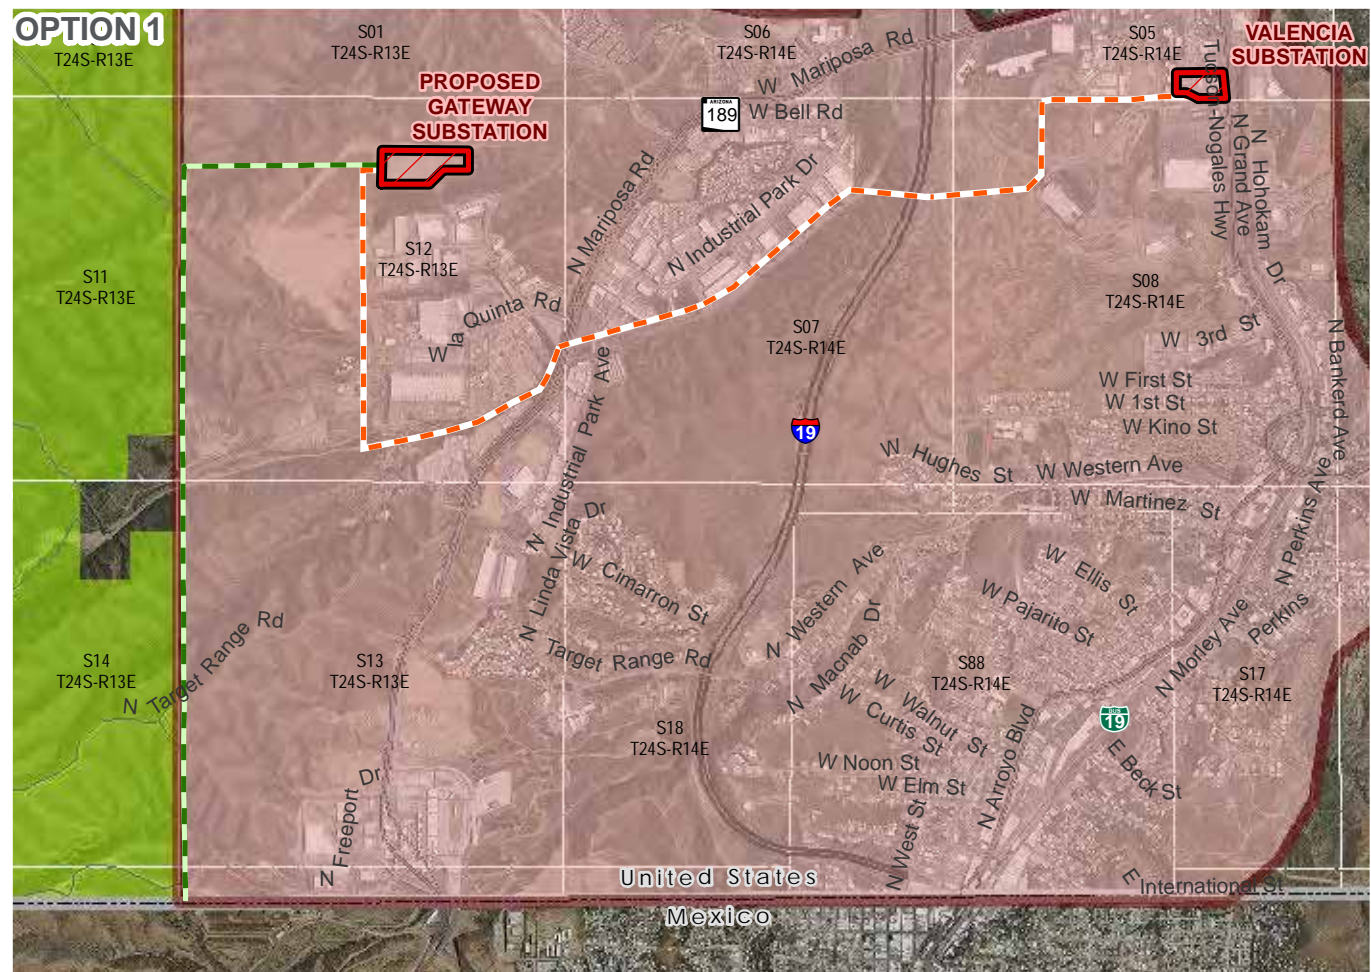 OPTION 1
T24S-R13E
S01
T24S-R13E
S06
T24S-R14E
S05
T24S-R14E
VALENCIA
SUBSTATION
PROPOSED
GATEWAY
SUBSTATION
W Mariposa Rd
ARIZONA
189
W Bell Rd
Tucson-Nogales Hwy
N Grand Ave
N Hohokam Dr
N Mariposa Rd
N Industrial Park Dr
S12
T24S-R13E
S11
T24S-R13E
W la Quinta Rd
S07
T24S-R14E
S08
T24S-R14E
W 3rd St
N Bankerd Ave
W First St
W 1st St
W Kino St
19
N Industrial Park Ave
W Hughes St
W Western Ave
W Martinez St
N Perkins Ave
N Linda Vista Dr
W Cimarron St
Target Range Rd
N Western Ave
N Macnab Dr
W Ellis St
W Pajarito St
N Morley Ave
Perkins
N Target Range Rd
S14
T24S-R13E
S13
T24S-R13E
S88
T24S-R14E
S17
T24S-R14E
W Walnut St
W Curtis St
S18
T24S-R14E
BUS
19
N Arroyo Blvd
E Beck St
W Noon St
W Elm St
N Freeport Dr
N West St
United States
E International St
Mexico